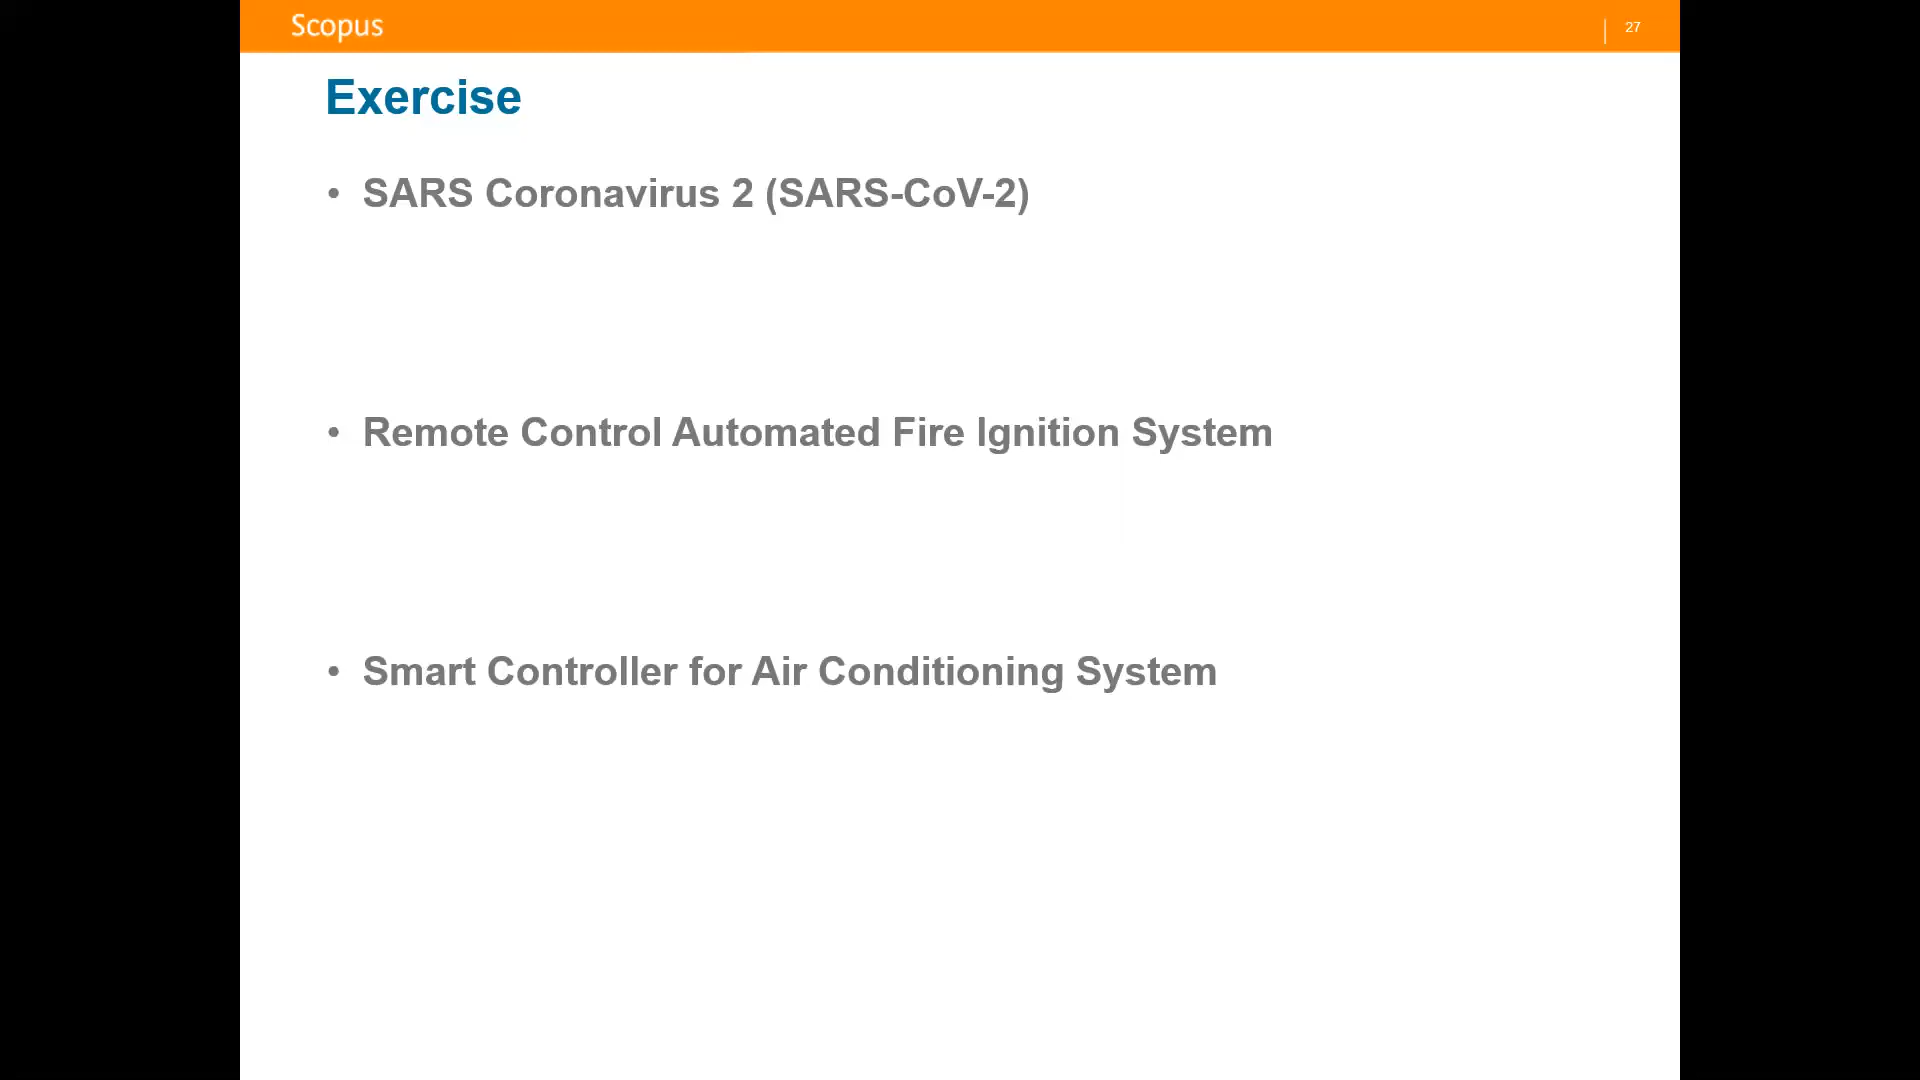 Scopus
27
Exercise
• SARS Coronavirus 2 (SARS-CoV-2)
• Remote Control Automated Fire Ignition System
• Smart Controller for Air Conditioning System